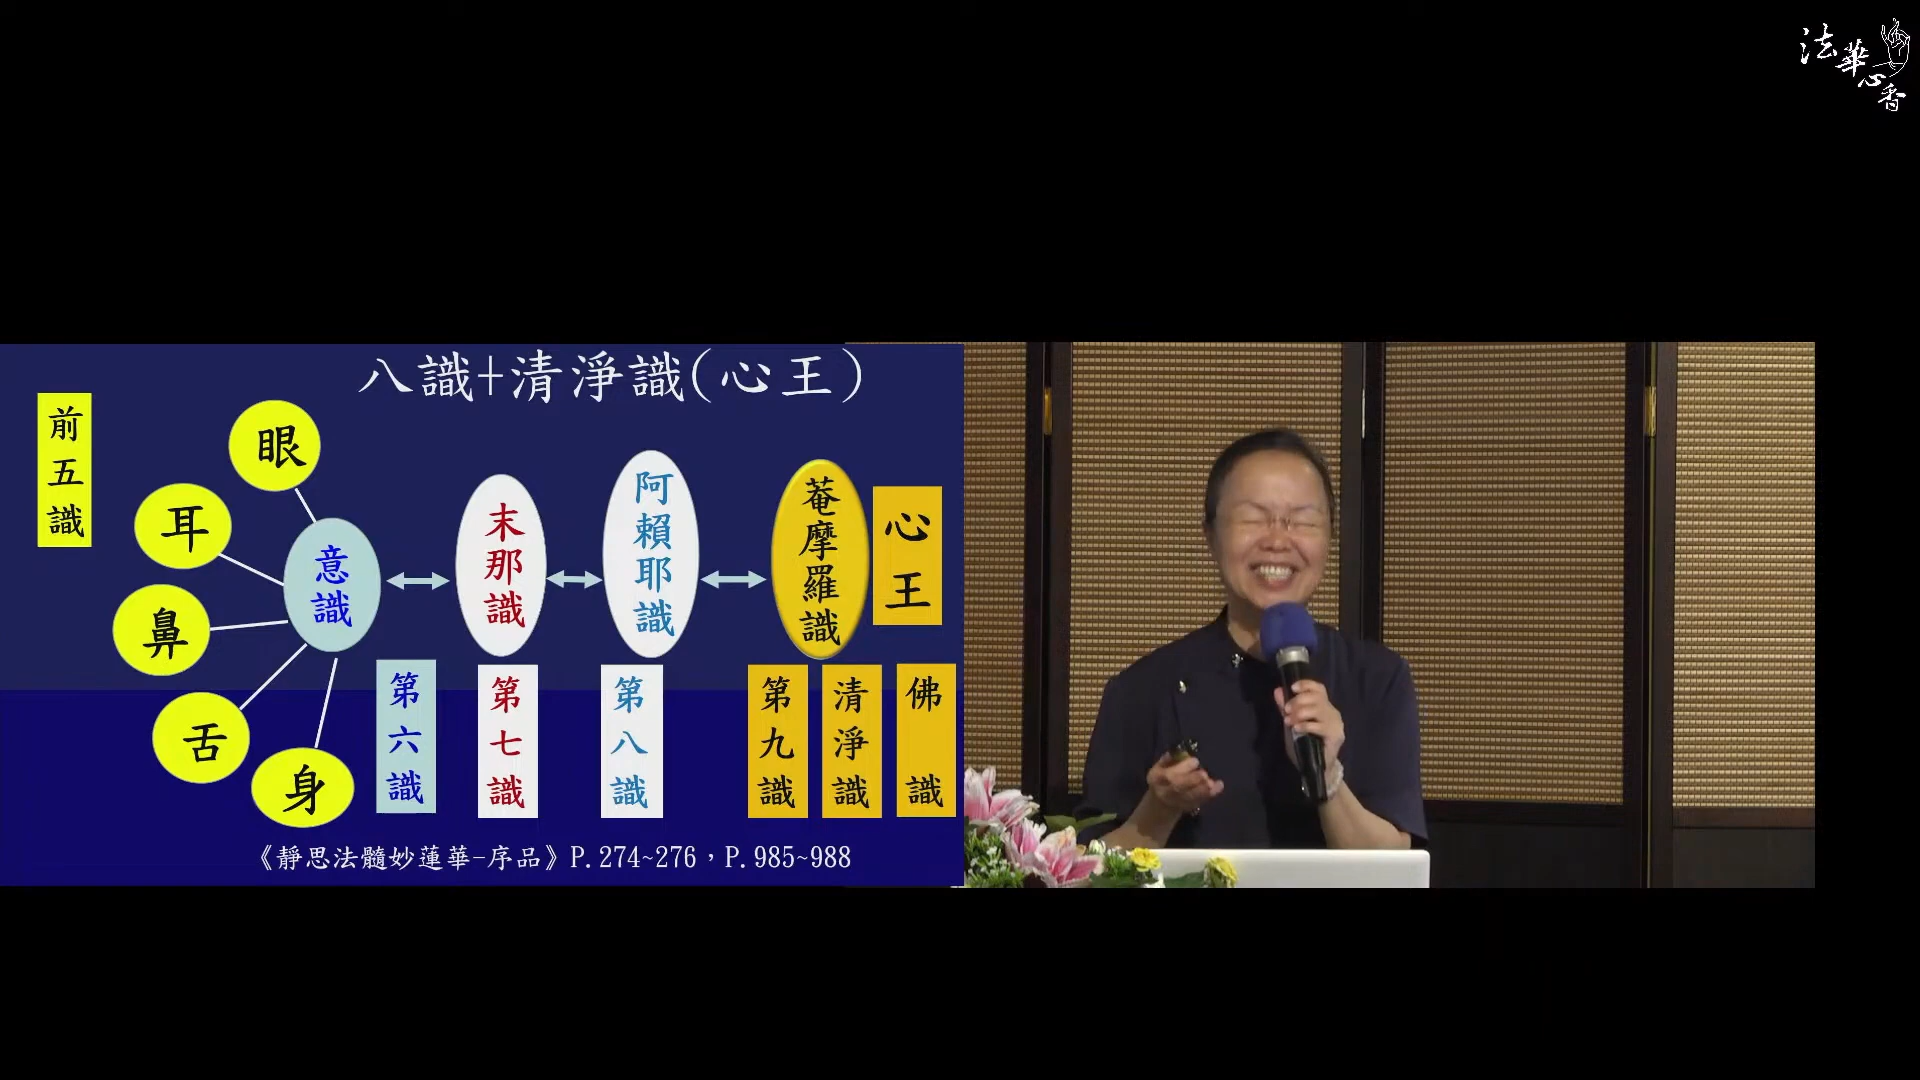 法華心香
八識+清淨識(心王)
前五識
眼
耳
鼻
舌
身
意識
末那識
阿賴耶識
菴摩羅識
心王
第六識
第七識
第八識
第九識
清淨識
佛識
《靜思法髓妙蓮華-序品》P.274~276，P.985~988